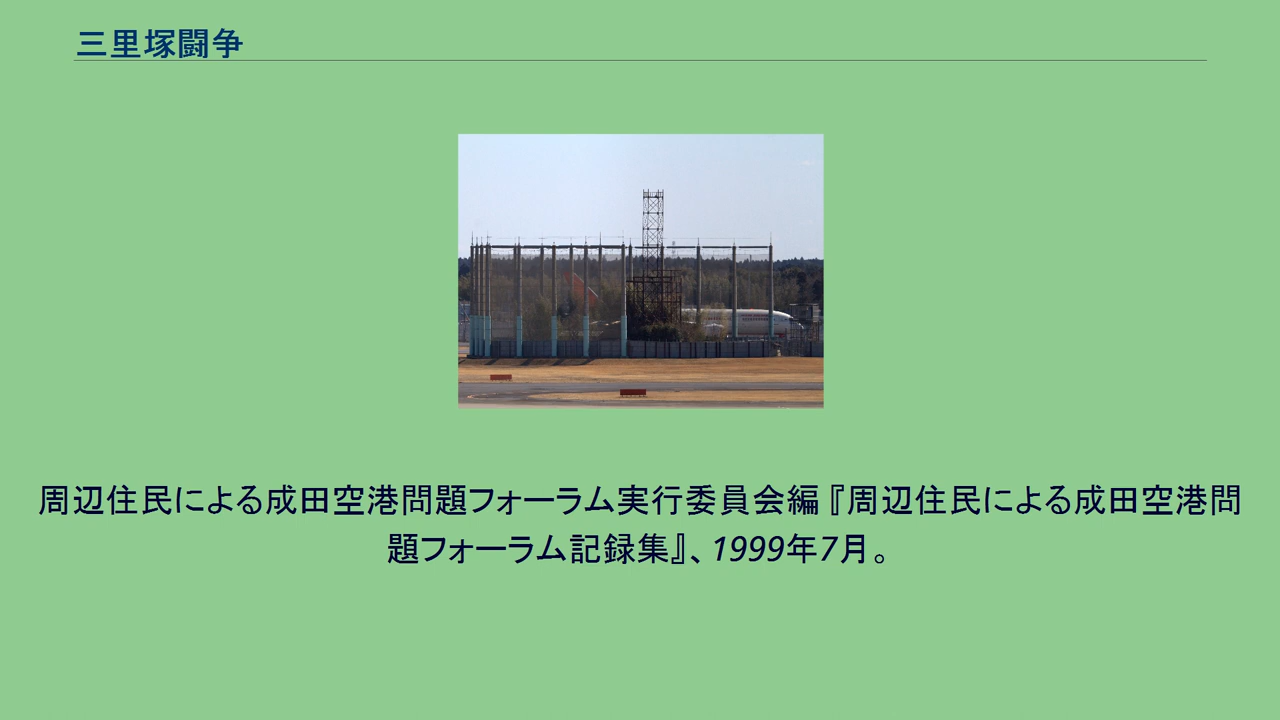 三里塚闘争
周辺住民による成田空港問題フォーラム実行委員会編『周辺住民による成田空港問
題フォーラム記録集』、1999年7月。